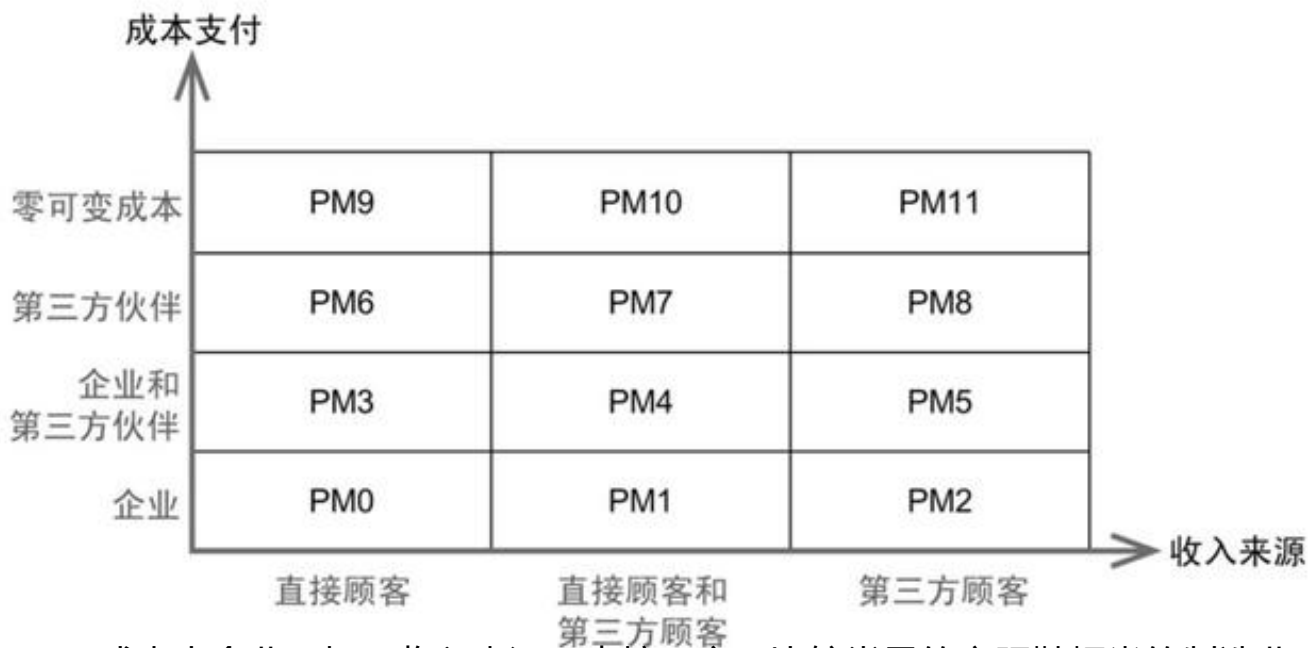 成本支付
零可变成本 PM9 PM10 PM11
第三方伙伴 PM6 PM7 PM8
企业和
第三方伙伴 PM3 PM4 PM5
企业 PM0 PM1 PM2
收入来源
直接顾客 直接顾客和 第三方顾客
第三方顾客